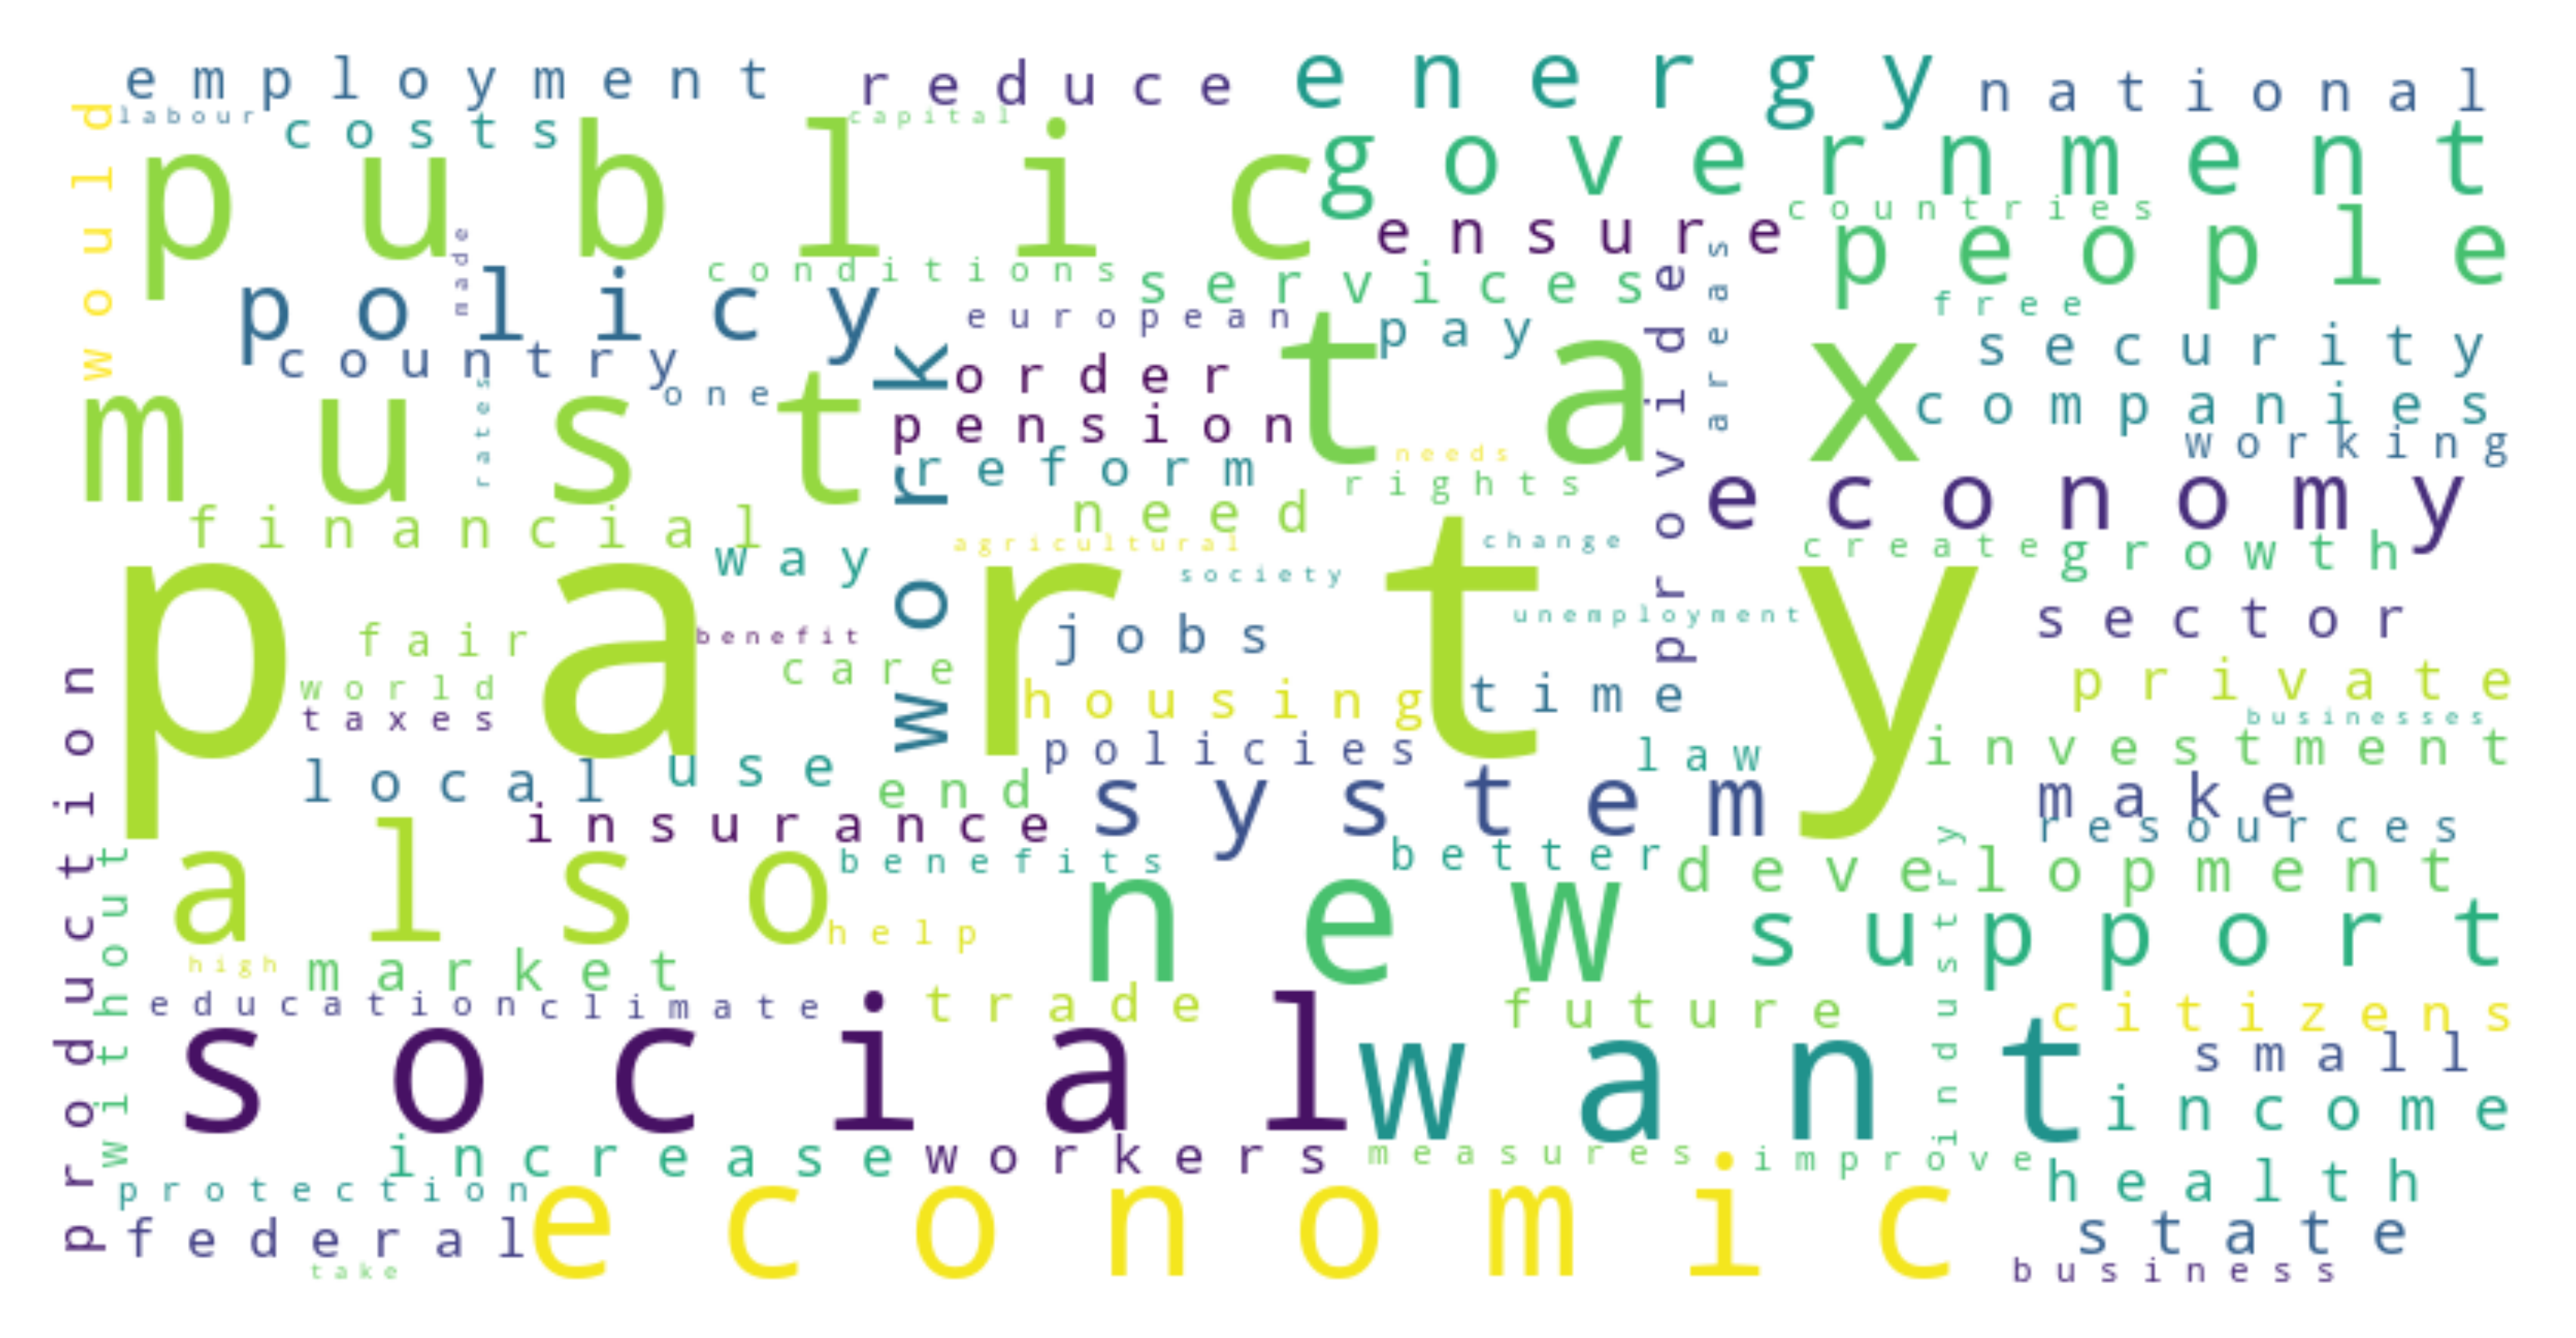 employment
reduce
energy
national
labour
capital
costs
would
public
government
countries
ensure
people
made
conditions
services
areas
policy
european
pay
free
country
security
order
one
companies
must
tax
pension
provide
working
rates
work
reform
needs
rights
economy
financial
need
way
agricultural
change
create
growth
society
party
unemployment
sector
fair
benefit
jobs
care
world
housing
time
private
taxes
businesses
policies
law
investment
local
use
end
system
make
insurance
resources
production
also
benefits
better
development
without
help
new
support
industry
high
market
education
climate
trade
future
citizens
social
want
small
income
increase
workers
measures
improve
health
protection
federal
economic
state
take
business